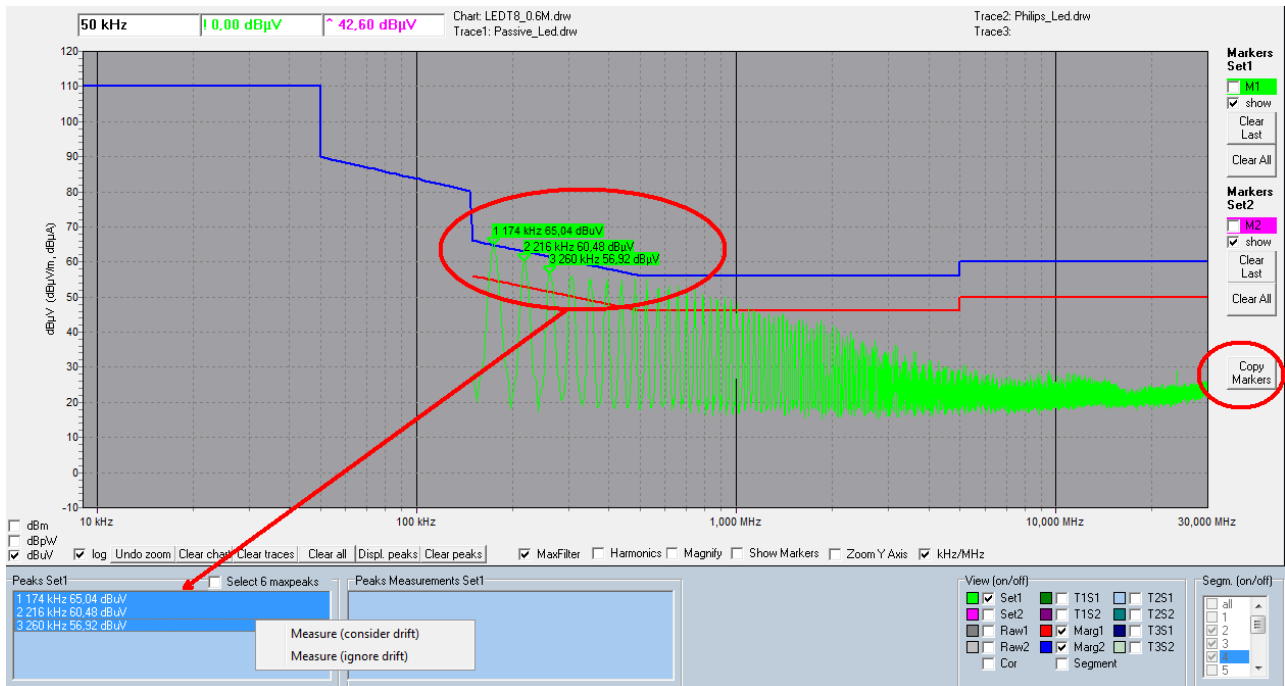 50 kHz
! 0,00 dBµV
^ 42,60 dBµV
Chart: LEDT8_0.6M.drw
Trace1: Passive_Led.drw
Trace2: Philips_Led.drw
Trace3:
120
110
100
90
80
70
60
50
40
30
20
10
0
-10
dBµV (dBµV/m, dBµA)
1 174 kHz 65,04 dBuV
2 216 kHz 60,48 dBµV
3 260 kHz 56,92 dBµV
10 kHz
100 kHz
1,000 MHz
10,000 MHz
30,000 MHz
Markers
Set1
M1
show
Clear
Last
Clear All
Markers
Set2
M2
show
Clear
Last
Clear All
Copy
Markers
dBm
dBpW
dBuV
log
Undo zoom
Clear chart
Clear traces
Clear all
Displ. peaks
Clear peaks
MaxFilter
Harmonics
Magnify
Show Markers
Zoom Y Axis
kHz/MHz
Peaks Set1
Select 6 maxpeaks
1 174 kHz 65,04 dBuV
2 216 kHz 60,48 dBuV
3 260 kHz 56,92 dBuV
Measure (consider drift)
Measure (ignore drift)
Peaks Measurements Set1
View (on/off)
Set1
T1S1
T2S1
Set2
T1S2
T2S2
Raw1
Marg1
T3S1
Raw2
Marg2
T3S2
Cor
Segment
Segm. (on/off)
all
1
2
3
4
5